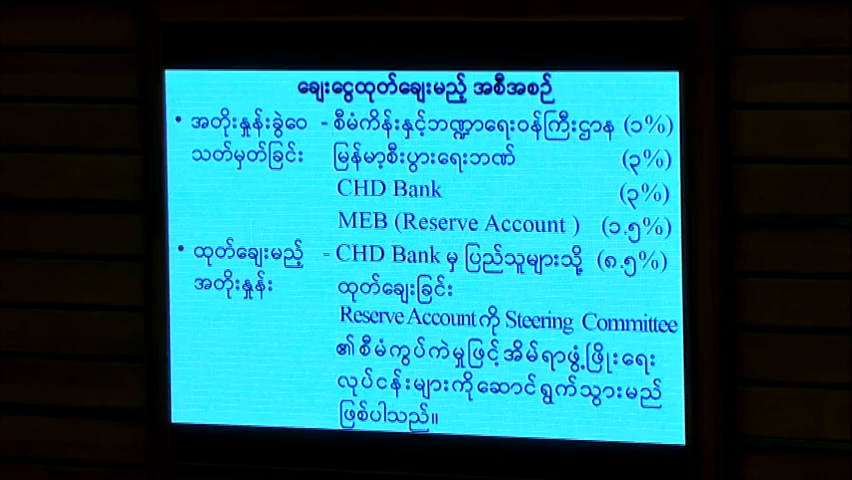 ချေးငွေထုတ်ချေးမည့် အစီအစဉ်
• အတိုးနှုန်းခွဲဝေ - စီမံကိန်းနှင့်ဘဏ္ဍာရေးဝန်ကြီးဌာန (၁%)
သတ်မှတ်ခြင်း မြန်မာ့စီးပွားရေးဘဏ် (၃%)
CHD Bank (၃%)
MEB (Reserve Account ) (၁.၅%)
• ထုတ်ချေးမည့် - CHD Bank မှ ပြည်သူများသို့ (၈.၅%)
အတိုးနှုန်း ထုတ်ချေးခြင်း
Reserve Account ကို Steering Committee
၏စီမံကွပ်ကဲမှုဖြင့်အိမ်ရာဖွံ့ဖြိုးရေး
လုပ်ငန်းများကိုဆောင်ရွက်သွားမည်
ဖြစ်ပါသည်။